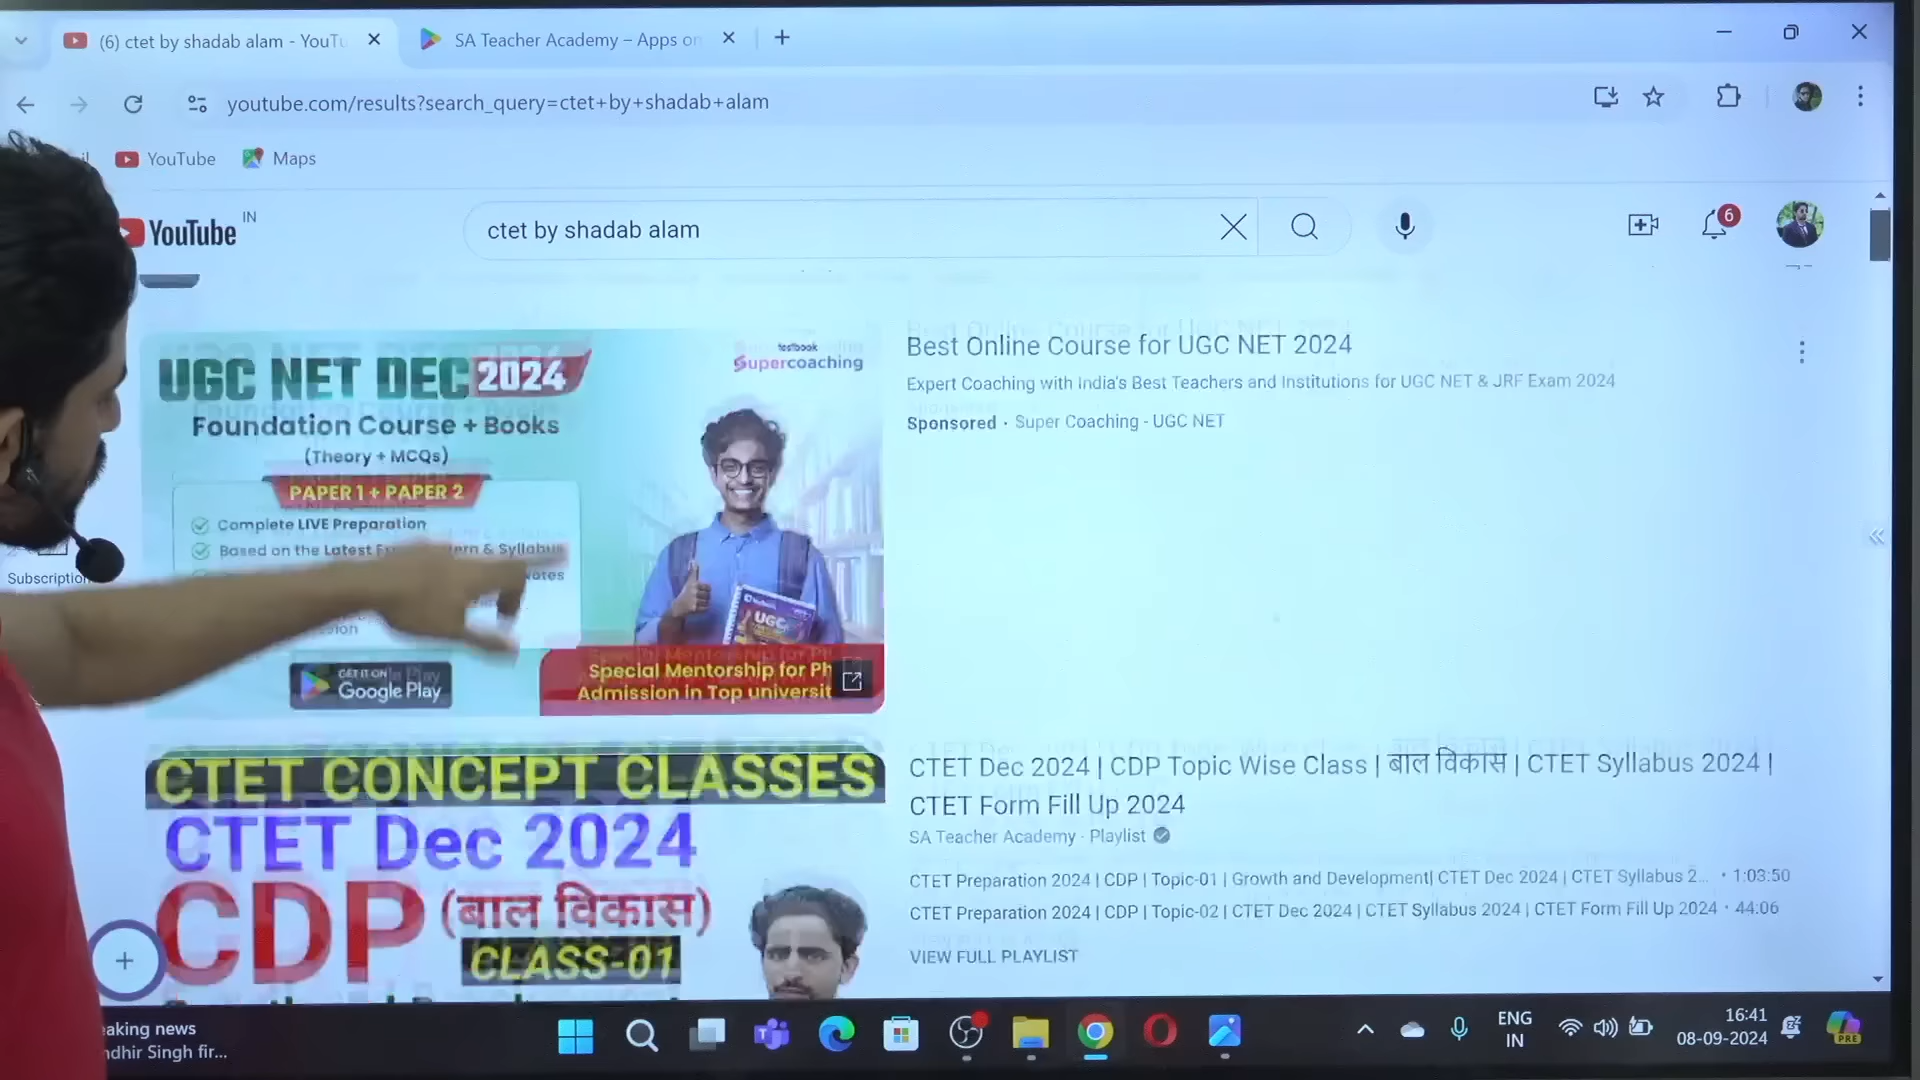 (6) ctet by shadab alam - YouTu
SA Teacher Academy – Apps on
youtube.com/results?search_query=ctet+by+shadab+alam
YouTube
Maps
YouTube IN
ctet by shadab alam
6
UGC NET DEC 2024
Foundation Course + Books
(Theory + MCQs)
PAPER 1 + PAPER 2
Complete LIVE Preparation
Based on the Latest & Syllabus
GET IT ON
Google Play
testbook
Supercoaching
UGC
Special Mentorship for Ph
Admission in Top universit
Best Online Course for UGC NET 2024
Expert Coaching with India's Best Teachers and Institutions for UGC NET & JRF Exam 2024
Sponsored · Super Coaching - UGC NET
Subscription
CTET CONCEPT CLASSES
CTET Dec 2024
CDP (बाल विकास)
CLASS-01
CTET Dec 2024 | CDP Topic Wise Class | बाल विकास | CTET Syllabus 2024 |
CTET Form Fill Up 2024
SA Teacher Academy · Playlist
CTET Preparation 2024 | CDP | Topic-01 | Growth and Development| CTET Dec 2024 | CTET Syllabus 2... · 1:03:50
CTET Preparation 2024 | CDP | Topic-02 | CTET Dec 2024 | CTET Syllabus 2024 | CTET Form Fill Up 2024 · 44:06
VIEW FULL PLAYLIST
eaking news
ndhir Singh fir...
ENG
IN
16:41
08-09-2024
PRE